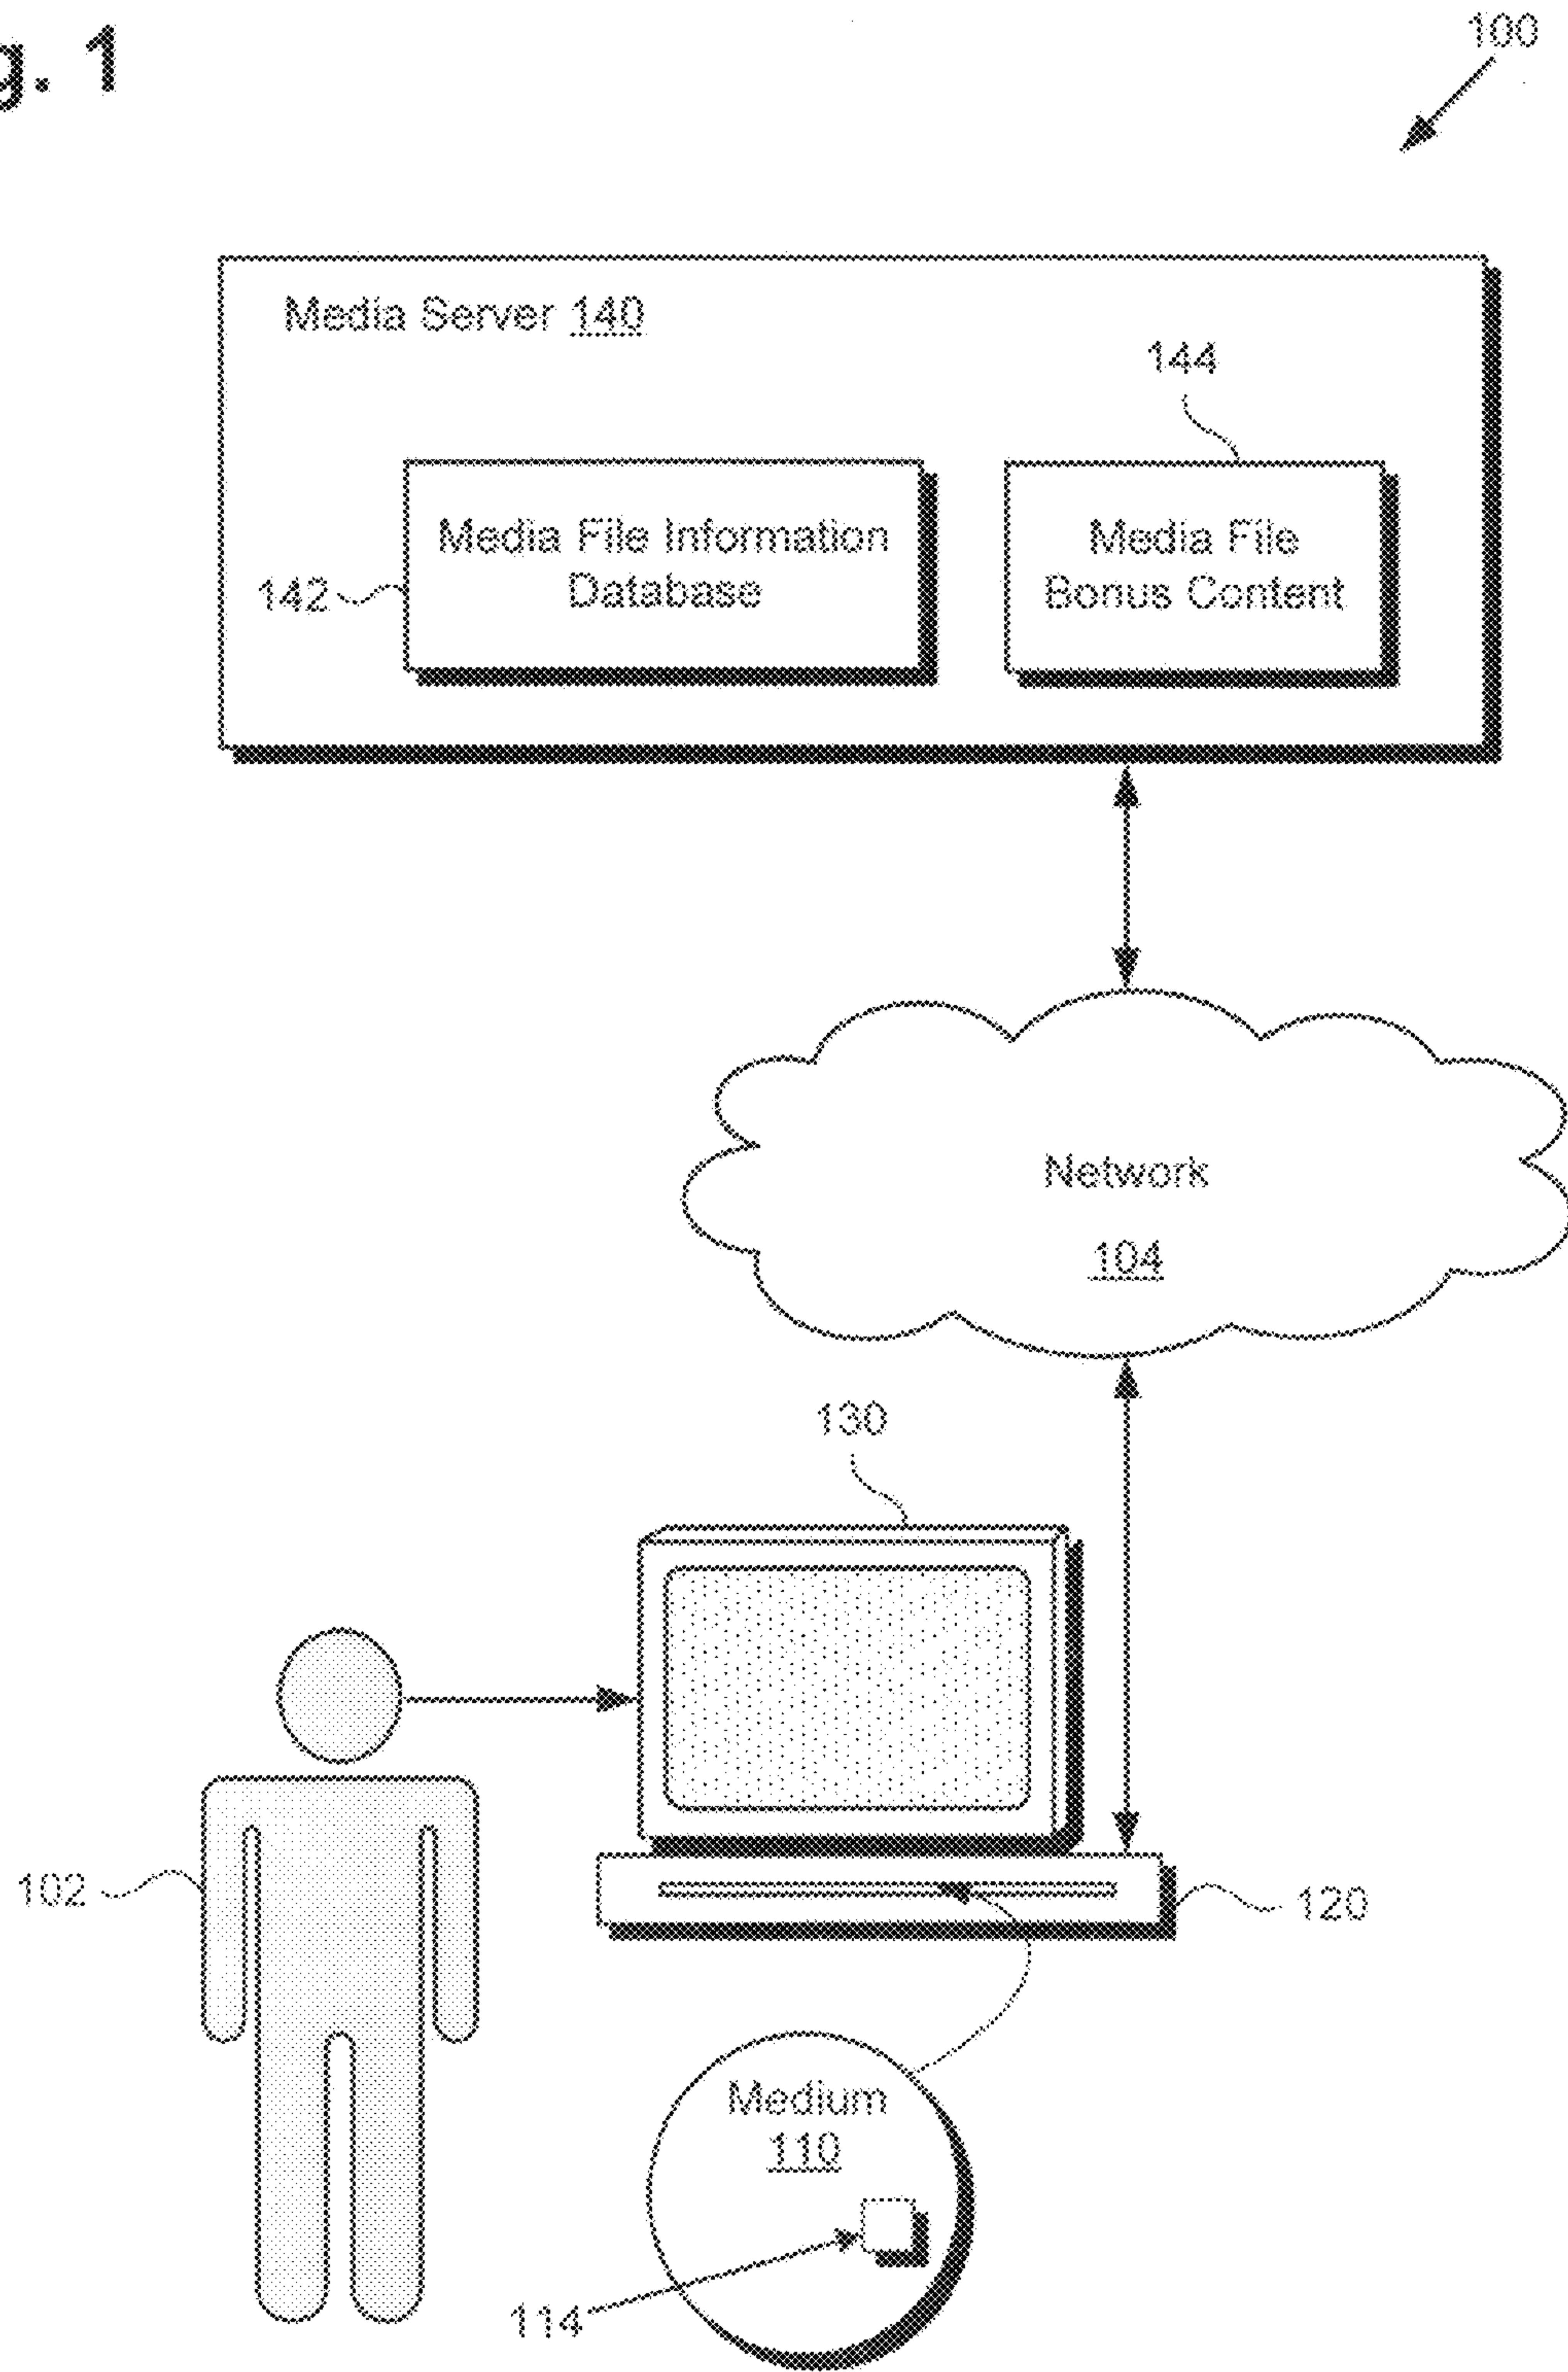 g. 1
100
Media Server 140
144
Media File Information
Database
Media File
Bonus Content
142
Network
104
130
102
120
Medium
110
114